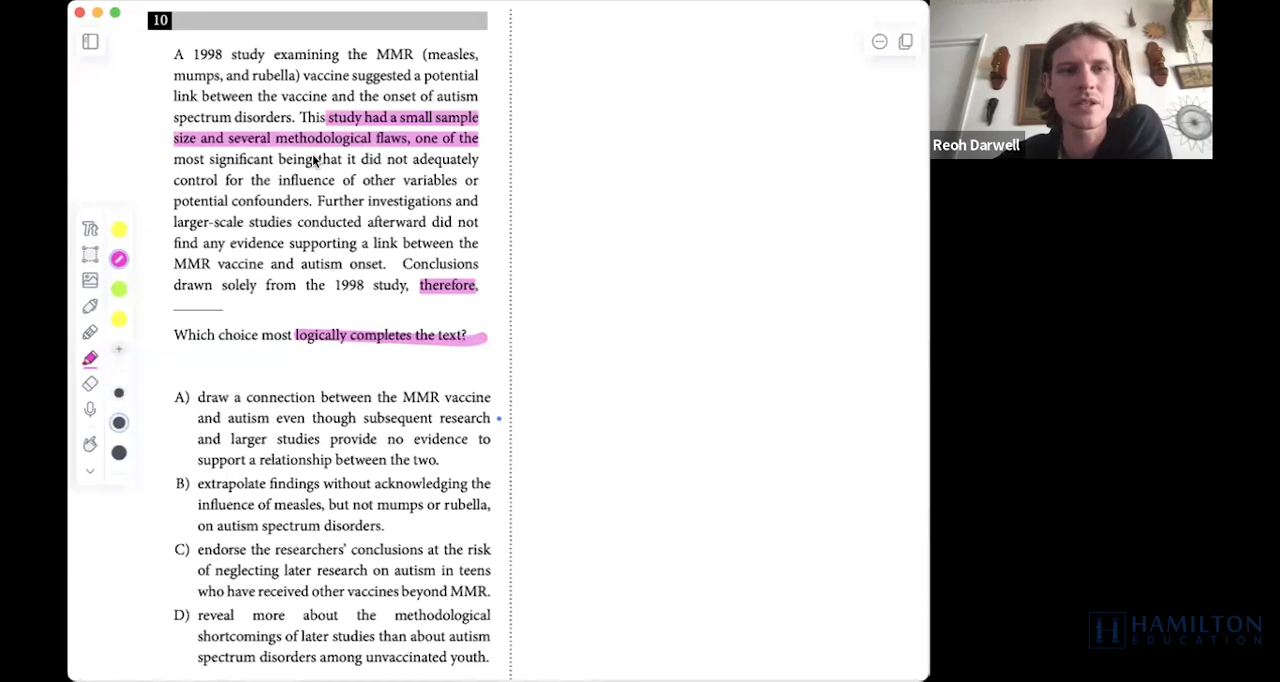 10
A 1998 study examining the MMR (measles,
mumps, and rubella) vaccine suggested a potential
link between the vaccine and the onset of autism
spectrum disorders. This study had a small sample
size and several methodological flaws, one of the
most significant being that it did not adequately
control for the influence of other variables or
potential confounders. Further investigations and
larger-scale studies conducted afterward did not
find any evidence supporting a link between the
MMR vaccine and autism onset. Conclusions
drawn solely from the 1998 study, therefore,
Which choice most logically completes the text?
A) draw a connection between the MMR vaccine
and autism even though subsequent research
and larger studies provide no evidence to
support a relationship between the two.
B) extrapolate findings without acknowledging the
influence of measles, but not mumps or rubella,
on autism spectrum disorders.
C) endorse the researchers' conclusions at the risk
of neglecting later research on autism in teens
who have received other vaccines beyond MMR.
D) reveal more about the methodological
shortcomings of later studies than about autism
spectrum disorders among unvaccinated youth.
Reoh Darwell
HAMILTON
EDUCATION